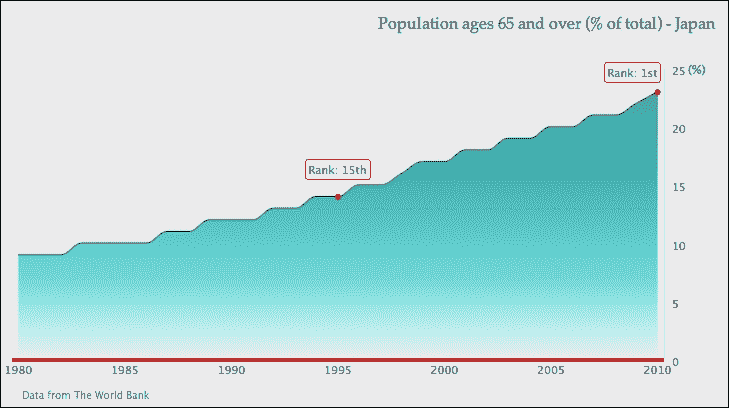 Population ages 65 and over (% of total) - Japan
25 (%)
Rank: 1st
20
Rank: 15th
15
10
5
0
1980 1985 1990 1995 2000 2005 2010
Data from The World Bank